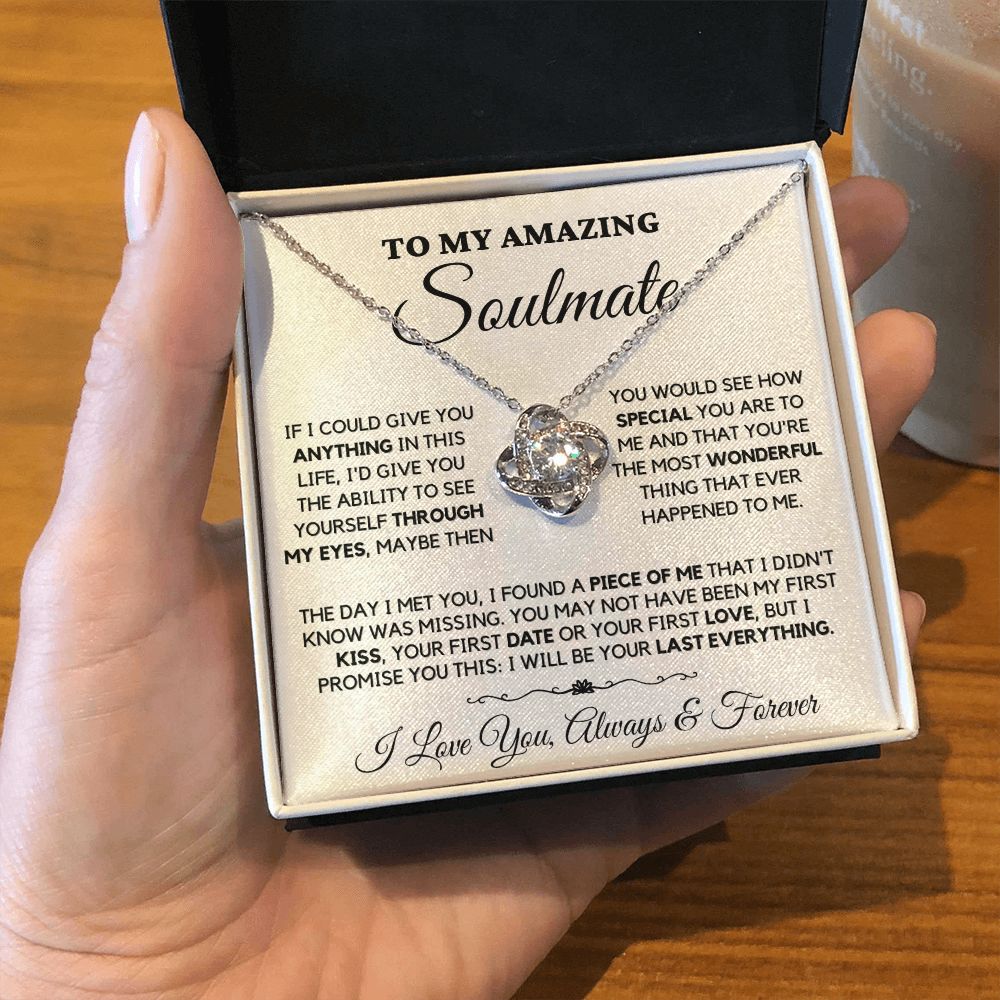 TO MY AMAZING
Soulmate
IF I COULD GIVE YOU
ANYTHING IN THIS
LIFE, I'D GIVE YOU
THE ABILITY TO SEE
YOURSELF THROUGH
MY EYES, MAYBE THEN
YOU WOULD SEE HOW
SPECIAL YOU ARE TO
ME AND THAT YOU'RE
THE MOST WONDERFUL
THING THAT EVER
HAPPENED TO ME.
THE DAY I MET YOU, I FOUND A PIECE OF ME THAT I DIDN'T
KNOW WAS MISSING. YOU MAY NOT HAVE BEEN MY FIRST
KISS, YOUR FIRST DATE OR YOUR FIRST LOVE, BUT I
PROMISE YOU THIS: I WILL BE YOUR LAST EVERYTHING.
I Love You, Always & Forever
your day